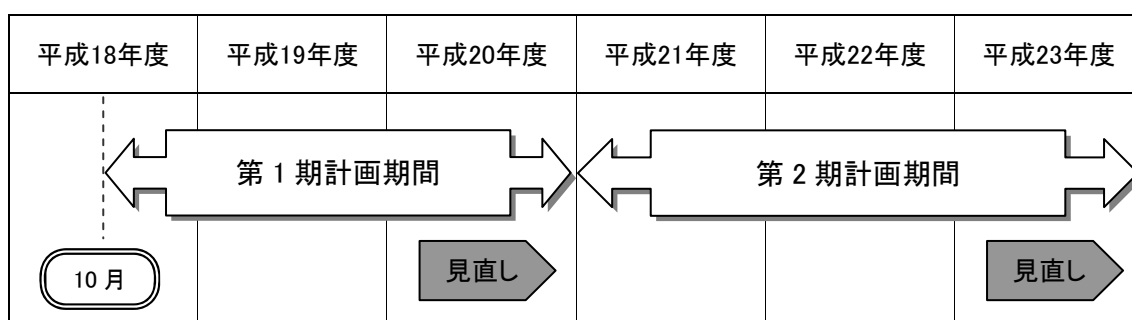 平成18年度 平成19年度 平成20年度 平成21年度 平成22年度 平成23年度
第 1 期計画期間 第 2 期計画期間
10 月 見直し 見直し